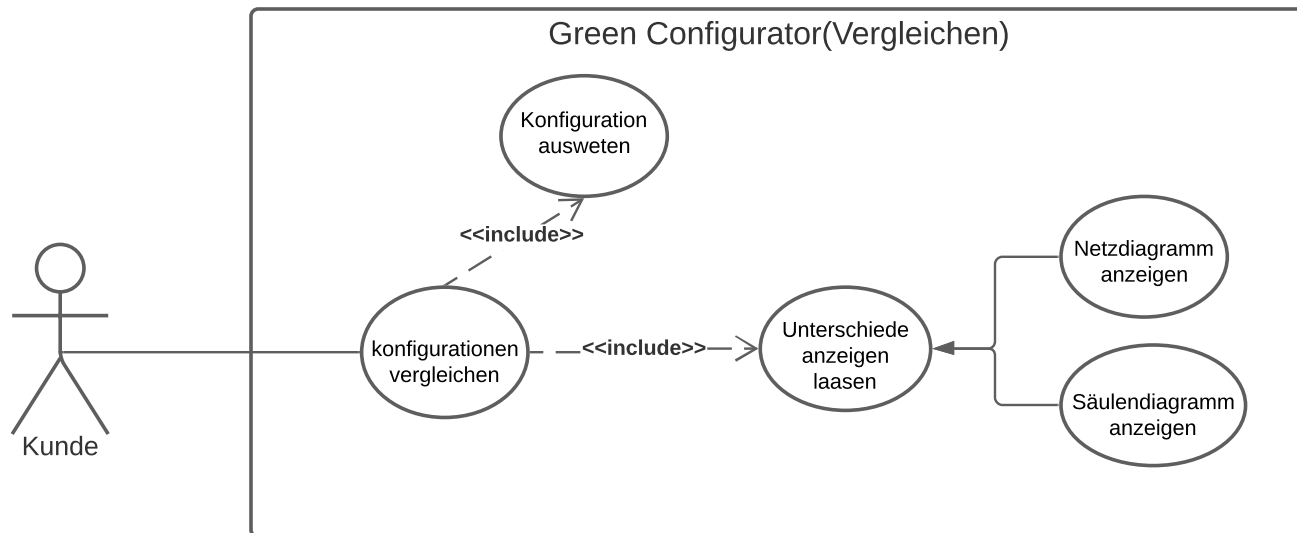 Green Configurator(Vergleichen)
Konfiguration
ausweten
<<include>>
Netzdiagramm
anzeigen
konfigurationen
vergleichen
<<include>>
Unterschiede
anzeigen
laasen
Säulendiagramm
anzeigen
Kunde